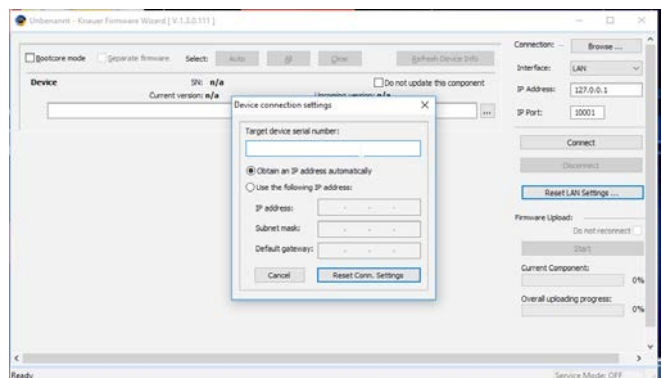 Unbenannt - Knauer Firmware Wizard [ V.1.3.0.111 ]
Bootcore mode
Separate firmware
Select:
Auto
All
Clear
Refresh Device Info
Device
SN: n/a
Do not update this component
Current version: n/a
Upcoming version: n/a
...
Device connection settings
Target device serial number:
Obtain an IP address automatically
Use the following IP address:
IP address:
Subnet mask:
Default gateway:
Cancel
Reset Conn. Settings
Connection:
Browse ...
Interface:
LAN
IP Address:
127.0.0.1
IP Port:
10001
Connect
Disconnect
Reset LAN Settings ...
Firmware Upload:
Do not reconnect
Start
Current Component:
0%
Overall uploading progress:
0%
Ready
Service Mode: OFF